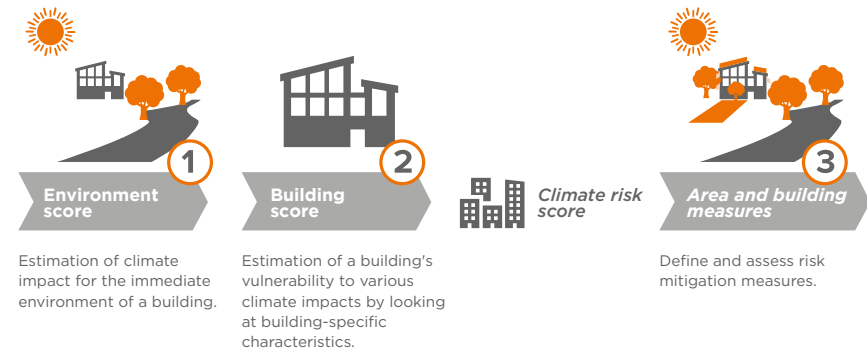 1
Environment
score
Estimation of climate
impact for the immediate
environment of a building.
2
Building
score
Estimation of a building's
vulnerability to various
climate impacts by looking
at building-specific
characteristics.
Climate risk
score
3
Area and building
measures
Define and assess risk
mitigation measures.